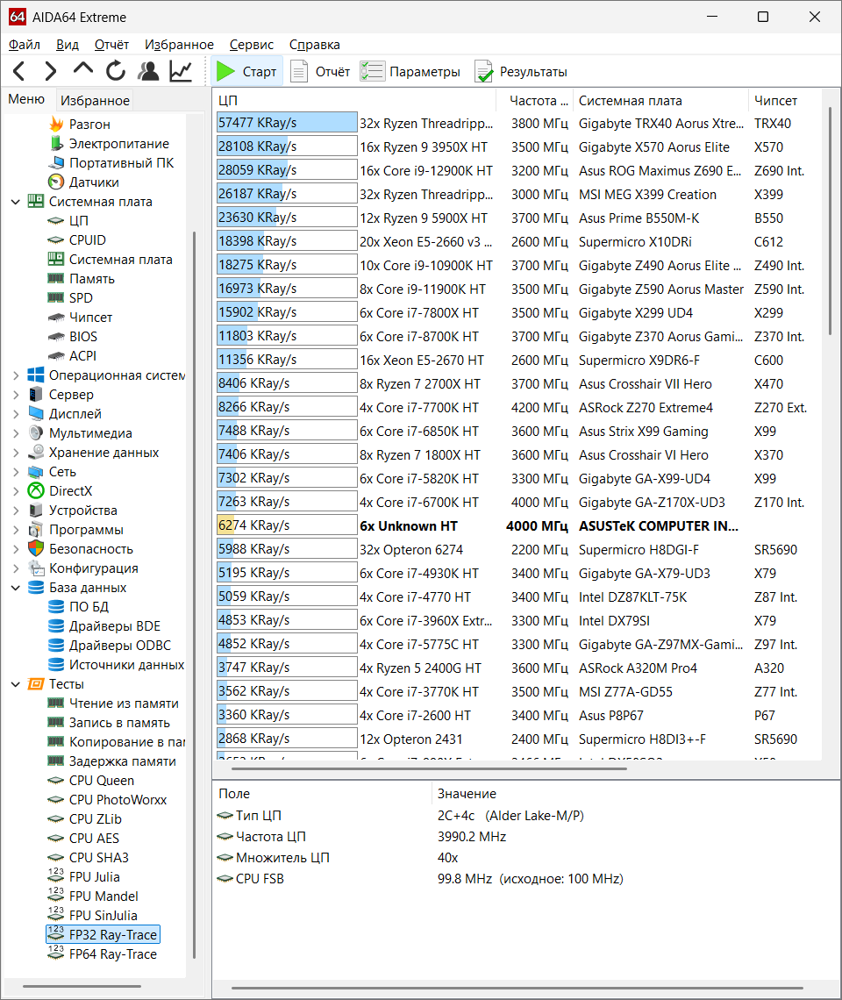 64 AIDA64 Extreme
Файл Вид Отчёт Избранное Сервис Справка
Старт Отчёт Параметры Результаты
Меню Избранное
Разгон
Электропитание
Портативный ПК
Датчики
Системная плата
ЦП
CPUID
Системная плата
Память
SPD
Чипсет
BIOS
ACPI
Операционная систем
Сервер
Дисплей
Мультимедиа
Хранение данных
Сеть
DirectX
Устройства
Программы
Безопасность
Конфигурация
База данных
ПО БД
Драйверы BDE
Драйверы ODBC
Источники данных
Тесты
Чтение из памяти
Запись в память
Копирование в па
Задержка памяти
CPU Queen
CPU PhotoWorxx
CPU ZLib
CPU AES
CPU SHA3
123 FPU Julia
123 FPU Mandel
123 FPU SinJulia
123 FP32 Ray-Trace
123 FP64 Ray-Trace
ЦП Частота ... Системная плата Чипсет
57477 KRay/s 32x Ryzen Threadripp... 3800 МГц Gigabyte TRX40 Aorus Xtre... TRX40
28108 KRay/s 16x Ryzen 9 3950X HT 3500 МГц Gigabyte X570 Aorus Elite X570
28059 KRay/s 16x Core i9-12900K HT 3200 МГц Asus ROG Maximus Z690 E... Z690 Int.
26187 KRay/s 32x Ryzen Threadripp... 3000 МГц MSI MEG X399 Creation X399
23630 KRay/s 12x Ryzen 9 5900X HT 3700 МГц Asus Prime B550M-K B550
18398 KRay/s 20x Xeon E5-2660 v3 ... 2600 МГц Supermicro X10DRi C612
18275 KRay/s 10x Core i9-10900K HT 3700 МГц Gigabyte Z490 Aorus Elite ... Z490 Int.
16973 KRay/s 8x Core i9-11900K HT 3500 МГц Gigabyte Z590 Aorus Master Z590 Int.
15902 KRay/s 6x Core i7-7800X HT 3500 МГц Gigabyte X299 UD4 X299
11803 KRay/s 6x Core i7-8700K HT 3700 МГц Gigabyte Z370 Aorus Gami... Z370 Int.
11356 KRay/s 16x Xeon E5-2670 HT 2600 МГц Supermicro X9DR6-F C600
8406 KRay/s 8x Ryzen 7 2700X HT 3700 МГц Asus Crosshair VII Hero X470
8266 KRay/s 4x Core i7-7700K HT 4200 МГц ASRock Z270 Extreme4 Z270 Ext.
7488 KRay/s 6x Core i7-6850K HT 3600 МГц Asus Strix X99 Gaming X99
7406 KRay/s 8x Ryzen 7 1800X HT 3600 МГц Asus Crosshair VI Hero X370
7302 KRay/s 6x Core i7-5820K HT 3300 МГц Gigabyte GA-X99-UD4 X99
7263 KRay/s 4x Core i7-6700K HT 4000 МГц Gigabyte GA-Z170X-UD3 Z170 Int.
6274 KRay/s 6x Unknown HT 4000 МГц ASUSTeK COMPUTER IN...
5988 KRay/s 32x Opteron 6274 2200 МГц Supermicro H8DGI-F SR5690
5195 KRay/s 6x Core i7-4930K HT 3400 МГц Gigabyte GA-X79-UD3 X79
5059 KRay/s 4x Core i7-4770 HT 3400 МГц Intel DZ87KLT-75K Z87 Int.
4853 KRay/s 6x Core i7-3960X Extr... 3300 МГц Intel DX79SI X79
4852 KRay/s 4x Core i7-5775C HT 3300 МГц Gigabyte GA-Z97MX-Gami... Z97 Int.
3747 KRay/s 4x Ryzen 5 2400G HT 3600 МГц ASRock A320M Pro4 A320
3562 KRay/s 4x Core i7-3770K HT 3500 МГц MSI Z77A-GD55 Z77 Int.
3360 KRay/s 4x Core i7-2600 HT 3400 МГц Asus P8P67 P67
2868 KRay/s 12x Opteron 2431 2400 МГц Supermicro H8DI3+-F SR5690
Поле Значение
Тип ЦП 2C+4c (Alder Lake-M/P)
Частота ЦП 3990.2 MHz
Множитель ЦП 40x
CPU FSB 99.8 MHz (исходное: 100 MHz)